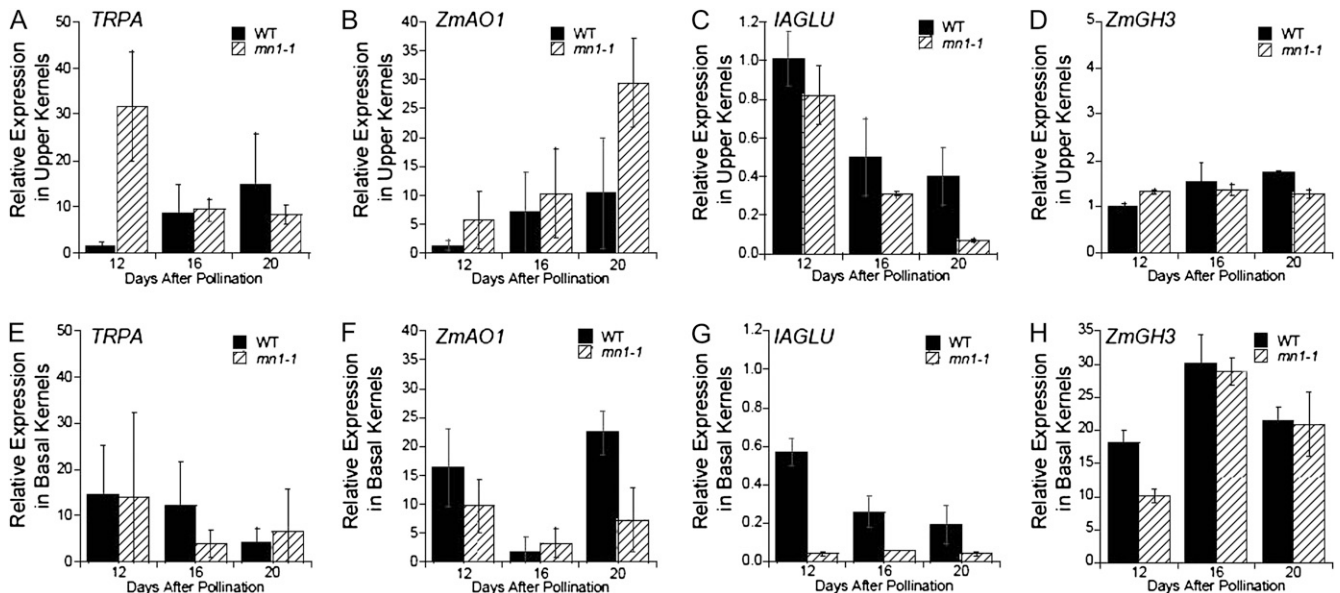 A TRPA
WT
mn1-1
Relative Expression
in Upper Kernels
50
40
30
20
10
0
12 16 20
Days After Pollination
B ZmAO1
WT
mn1-1
Relative Expression
in Upper Kernels
40
35
30
25
20
15
10
5
0
12 16 20
Days After Pollination
C IAGLU
WT
mn1-1
Relative Expression
in Upper Kernels
1.2
1.0
0.8
0.6
0.4
0.2
0.0
12 16 20
Days After Pollination
D ZmGH3
WT
mn1-1
Relative Expression
in Upper Kernels
5
4
3
2
1
0
12 16 20
Days After Pollination
E TRPA
WT
mn1-1
Relative Expression
in Basal Kernels
50
40
30
20
10
0
12 16 20
Days After Pollination
F ZmAO1
WT
mn1-1
Relative Expression
in Basal Kernels
40
35
30
25
20
15
10
5
0
12 16 20
Days After Pollination
G IAGLU
WT
mn1-1
Relative Expression
in Basal Kernels
1.2
1.0
0.8
0.6
0.4
0.2
0.0
12 16 20
Days After Pollination
H ZmGH3
WT
mn1-1
Relative Expression
in Basal Kernels
35
30
25
20
15
10
5
0
12 16 20
Days After Pollination